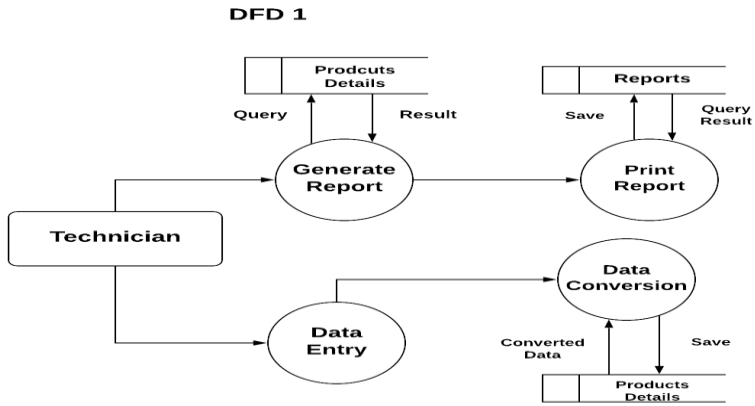 DFD 1
Prodcuts
Details
Reports
Query
Result
Save
Query
Result
Generate
Report
Print
Report
Technician
Data
Conversion
Data
Entry
Converted
Data
Save
Products
Details